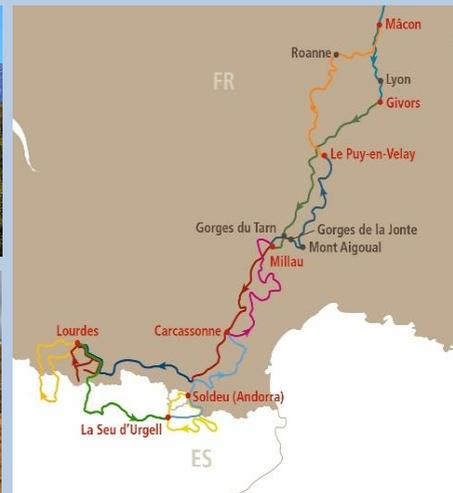 Mâcon
Roanne
Lyon
FR
Givors
Le Puy-en-Velay
Gorges du Tarn
Gorges de la Jonte
Mont Aigoual
Millau
Lourdes
Carcassonne
Soldeu (Andorra)
La Seu d'Urgell
ES